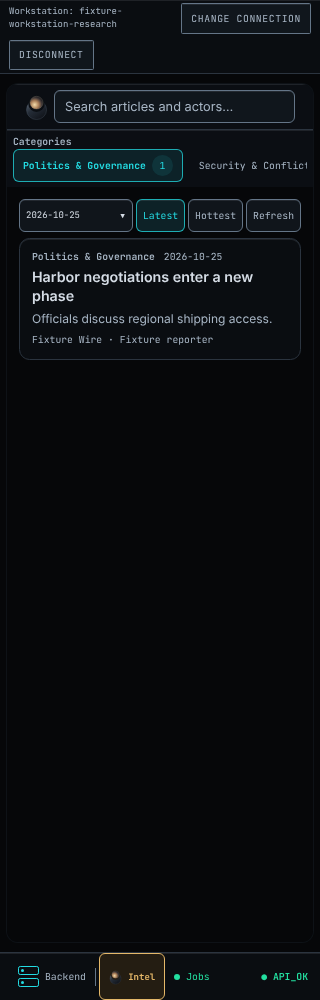 Workstation: fixture-
workstation-research
CHANGE CONNECTION
DISCONNECT
Search articles and actors...
Categories
Politics & Governance 1
Security & Conflict
2026-10-25 ▾
Latest
Hottest
Refresh
Politics & Governance 2026-10-25
Harbor negotiations enter a new
phase
Officials discuss regional shipping access.
Fixture Wire · Fixture reporter
Backend
Intel
Jobs
API_OK